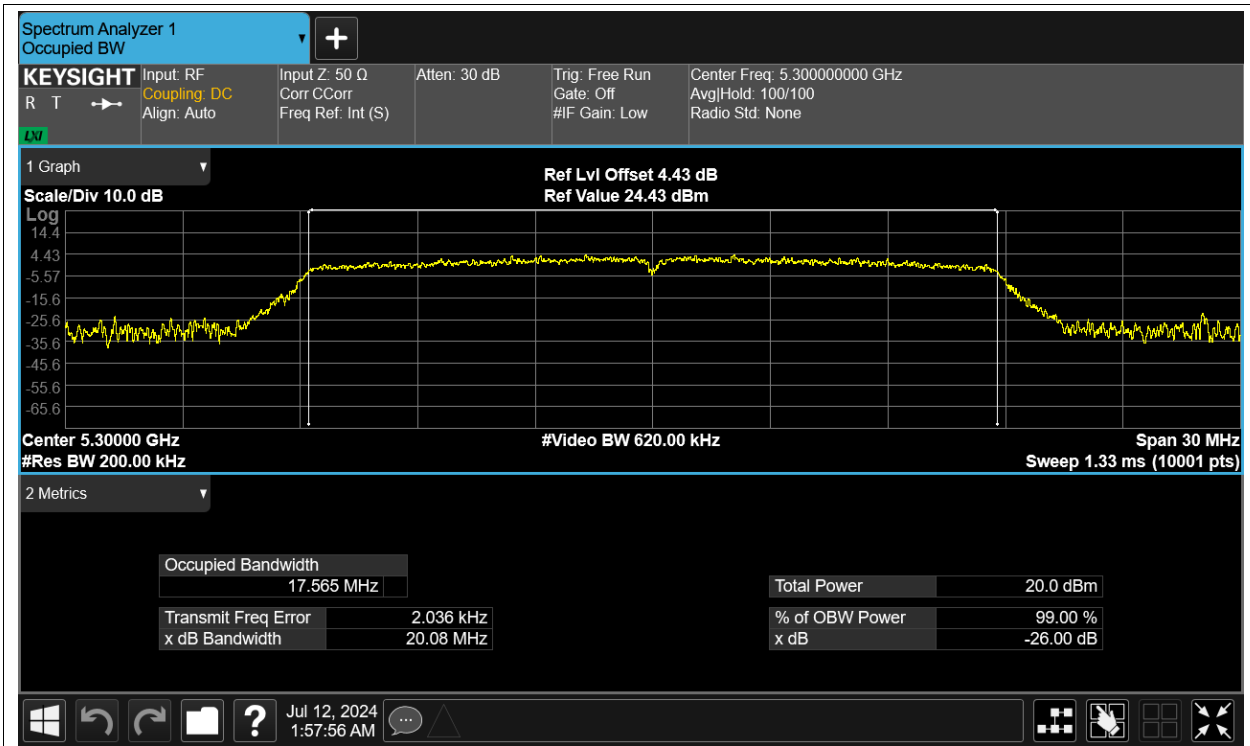 Spectrum Analyzer 1
Occupied BW
KEYSIGHT
R T
LXI
Input: RF
Coupling: DC
Align: Auto
Input Z: 50 Ω
Corr CCorr
Freq Ref: Int (S)
Atten: 30 dB
Trig: Free Run
Gate: Off
#IF Gain: Low
Center Freq: 5.300000000 GHz
Avg|Hold: 100/100
Radio Std: None
1 Graph
Scale/Div 10.0 dB
Ref Lvl Offset 4.43 dB
Ref Value 24.43 dBm
Log
14.4
4.43
-5.57
-15.6
-25.6
-35.6
-45.6
-55.6
-65.6
Center 5.30000 GHz
#Res BW 200.00 kHz
#Video BW 620.00 kHz
Span 30 MHz
Sweep 1.33 ms (10001 pts)
2 Metrics
Occupied Bandwidth
17.565 MHz
Transmit Freq Error 2.036 kHz
x dB Bandwidth 20.08 MHz
Total Power 20.0 dBm
% of OBW Power 99.00 %
x dB -26.00 dB
?
Jul 12, 2024
1:57:56 AM